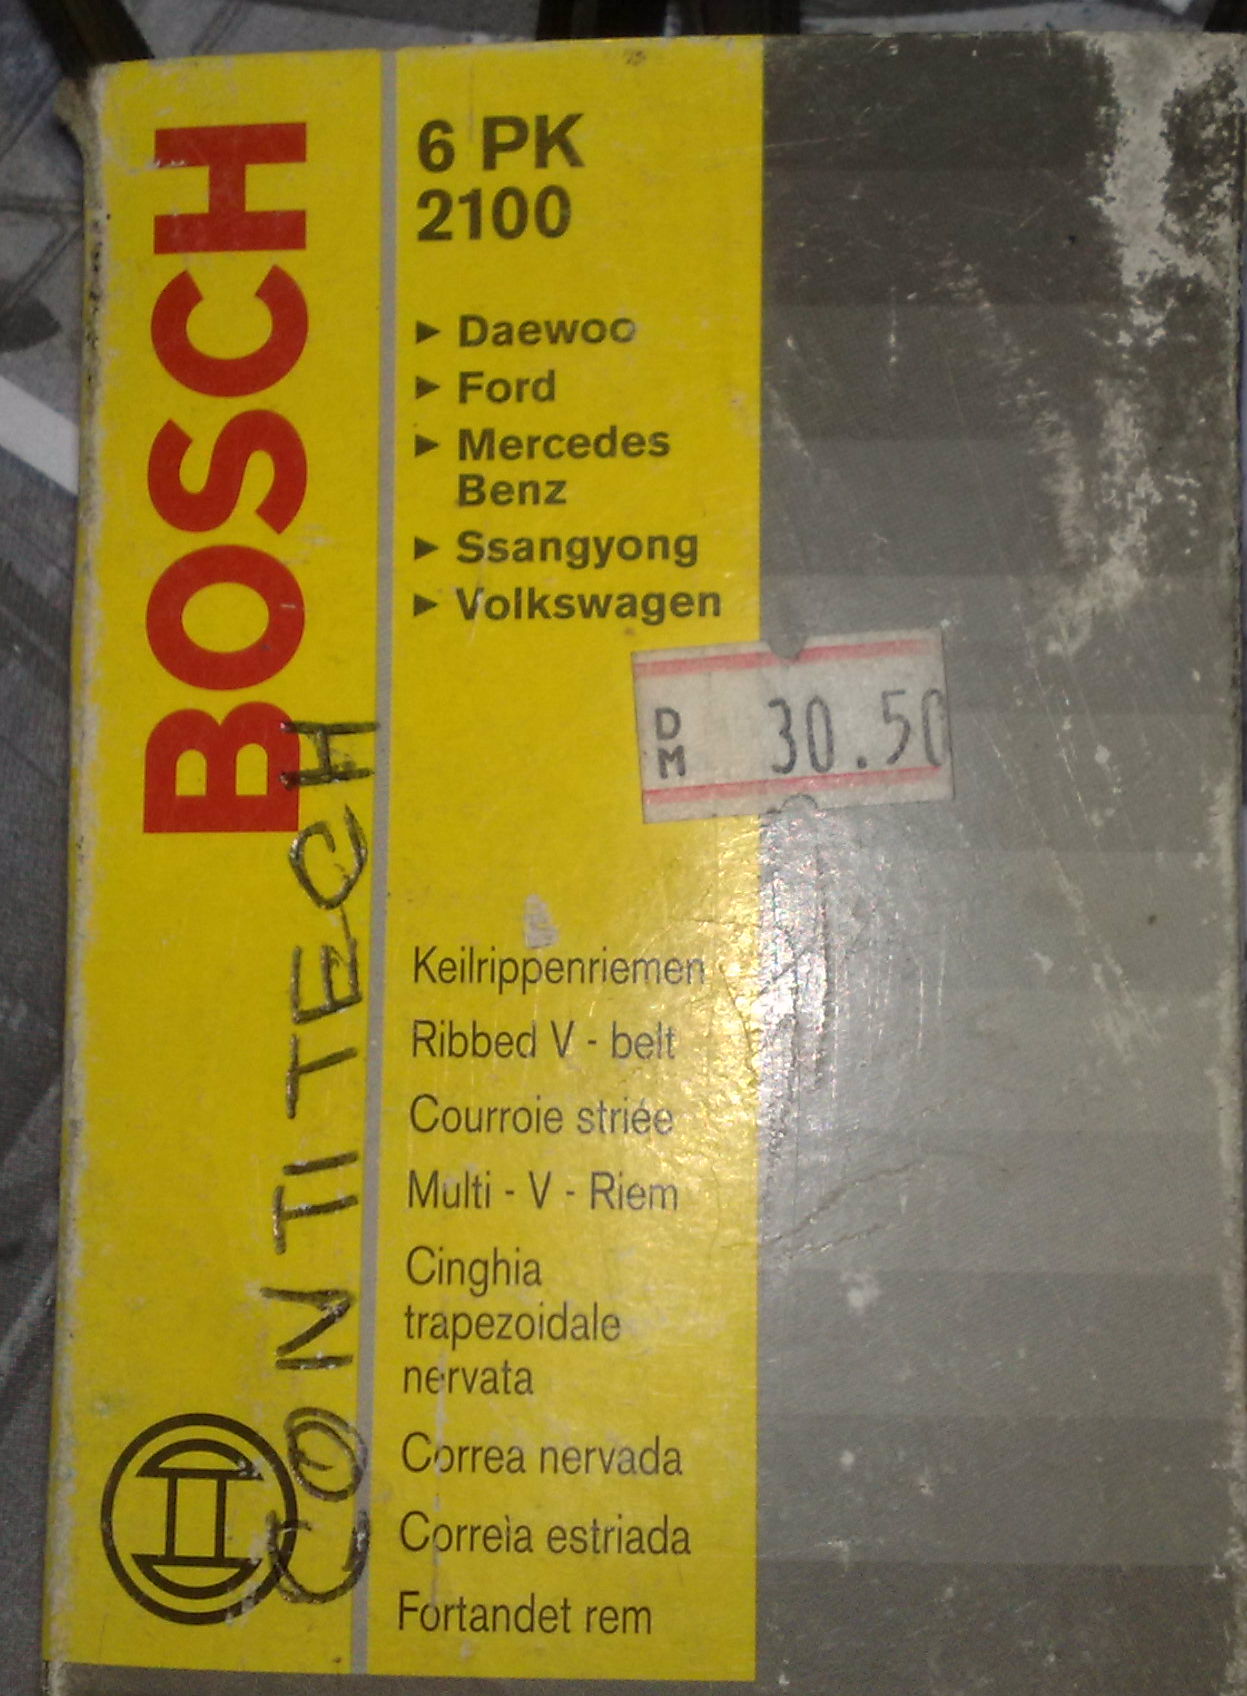 BOSCH
CONTITECH
6 PK
2100
► Daewoo
► Ford
► Mercedes
Benz
► Ssangyong
► Volkswagen
DM 30.50
Keilrippenriemen
Ribbed V - belt
Courroie striée
Multi - V - Riem
Cinghia
trapezoidale
nervata
Correa nervada
Correia estriada
Fortandet rem